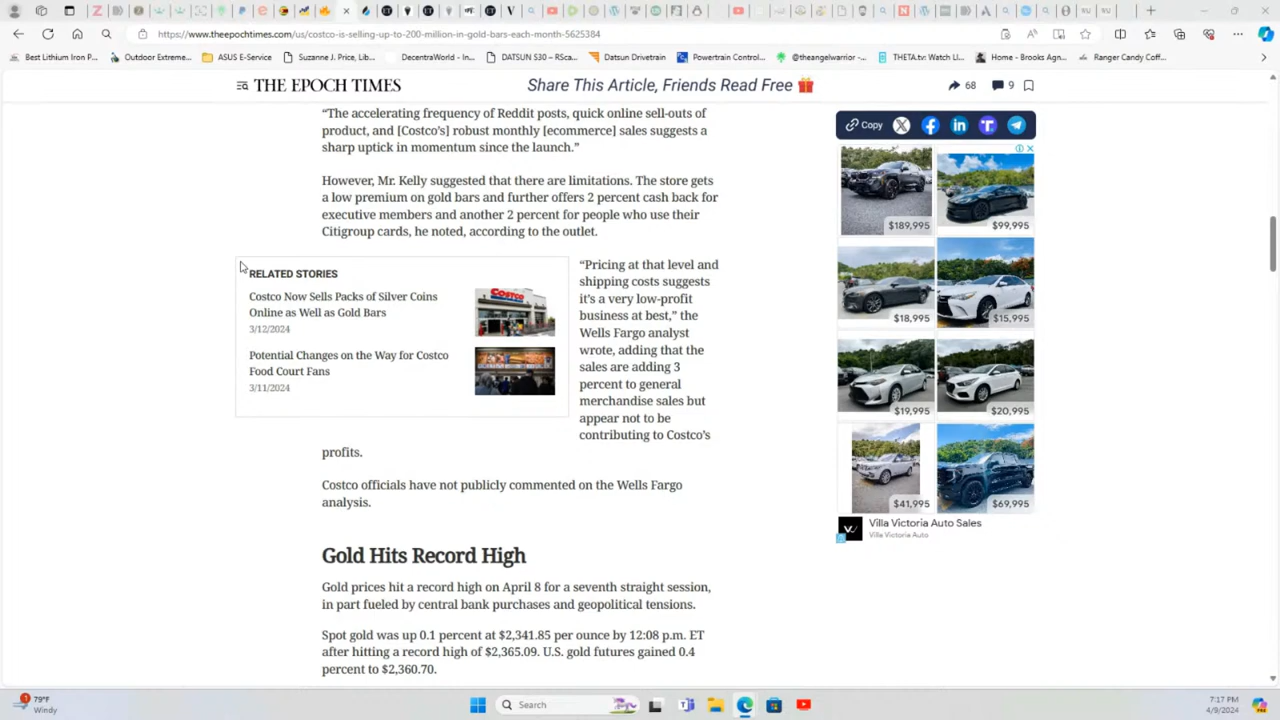 https://www.theepochtimes.com/us/costco-is-selling-up-to-200-million-in-gold-bars-each-month-5625384
Best Lithium Iron P...
Outdoor Extreme...
ASUS E-Service
Suzanne J. Price, Lib...
DecentraWorld - In...
DATSUN S30 – RSca...
Datsun Drivetrain
Powertrain Control...
@theangelwarrior -...
THETA.tv: Watch Li...
Home - Brooks Agn...
Ranger Candy Coff...
THE EPOCH TIMES
Share This Article, Friends Read Free
68
9
“The accelerating frequency of Reddit posts, quick online sell-outs of
product, and [Costco’s] robust monthly [ecommerce] sales suggests a
sharp uptick in momentum since the launch.”
However, Mr. Kelly suggested that there are limitations. The store gets
a low premium on gold bars and further offers 2 percent cash back for
executive members and another 2 percent for people who use their
Citigroup cards, he noted, according to the outlet.
RELATED STORIES
Costco Now Sells Packs of Silver Coins
Online as Well as Gold Bars
3/12/2024
Potential Changes on the Way for Costco
Food Court Fans
3/11/2024
“Pricing at that level and
shipping costs suggests
it’s a very low-profit
business at best,” the
Wells Fargo analyst
wrote, adding that the
sales are adding 3
percent to general
merchandise sales but
appear not to be
contributing to Costco’s
profits.
Costco officials have not publicly commented on the Wells Fargo
analysis.
Gold Hits Record High
Gold prices hit a record high on April 8 for a seventh straight session,
in part fueled by central bank purchases and geopolitical tensions.
Spot gold was up 0.1 percent at $2,341.85 per ounce by 12:08 p.m. ET
after hitting a record high of $2,365.09. U.S. gold futures gained 0.4
percent to $2,360.70.
Copy
$189,995
$99,995
$18,995
$15,995
$19,995
$20,995
$41,995
$69,995
Villa Victoria Auto Sales
Villa Victoria Auto
79°F
Windy
Search
7:17 PM
4/9/2024